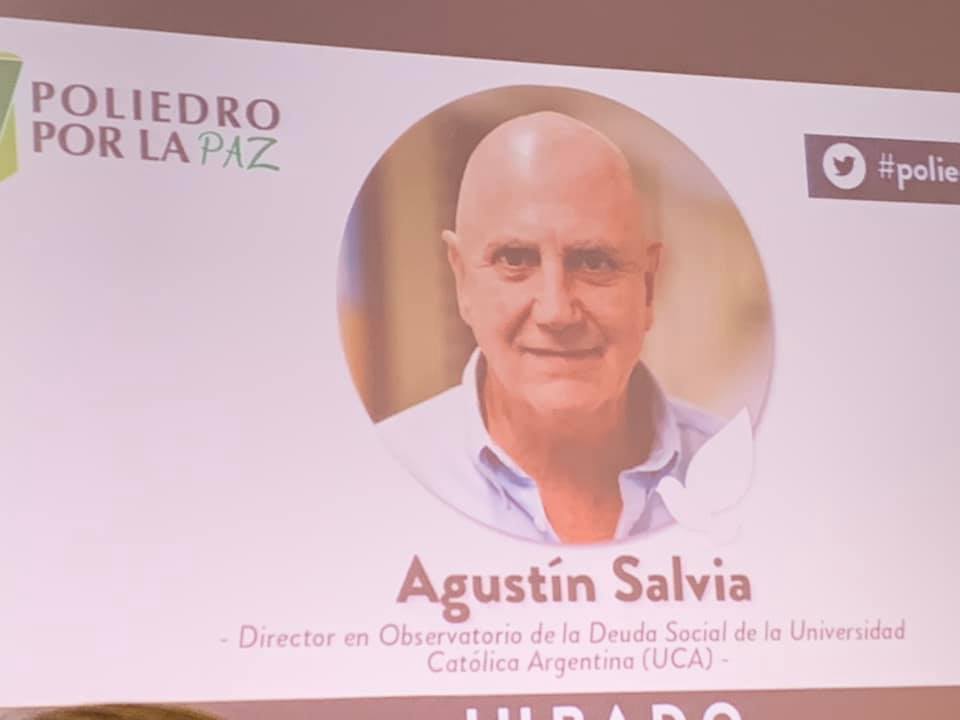 POLIEDRO
POR LA PAZ
#polie
Agustín Salvia
- Director en Observatorio de la Deuda Social de la Universidad
Católica Argentina (UCA) -
JURADO